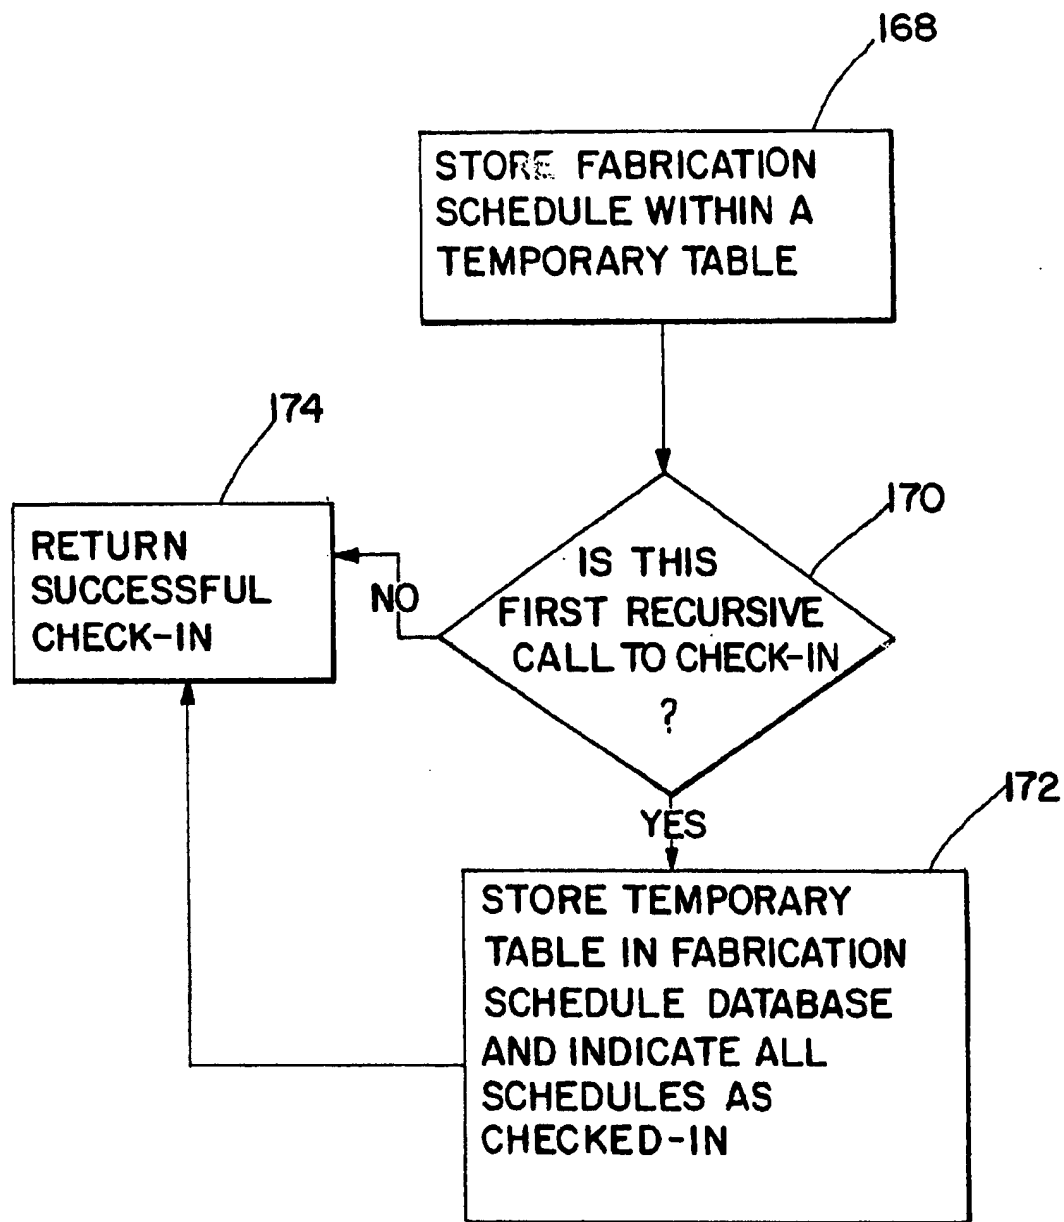 168
STORE FABRICATION
SCHEDULE WITHIN A
TEMPORARY TABLE
174
RETURN
SUCCESSFUL
CHECK-IN
NO
170
IS THIS
FIRST RECURSIVE
CALL TO CHECK-IN
?
YES
172
STORE TEMPORARY
TABLE IN FABRICATION
SCHEDULE DATABASE
AND INDICATE ALL
SCHEDULES AS
CHECKED-IN